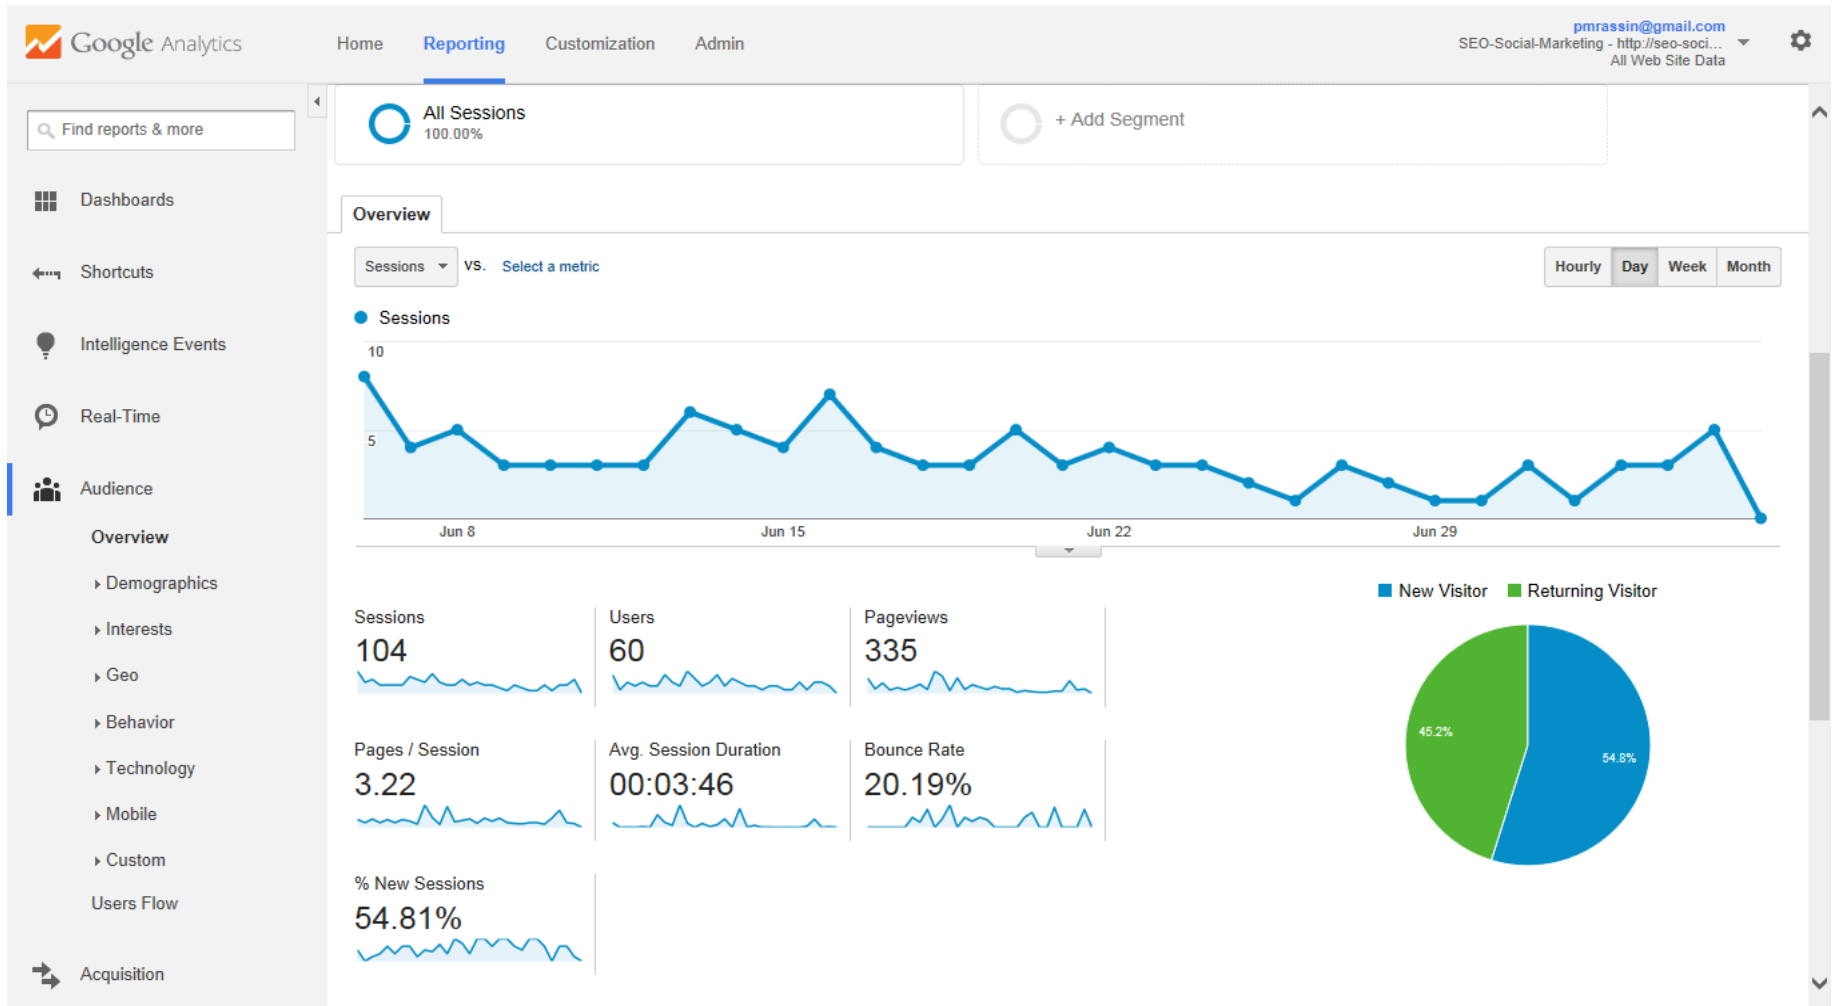 Google Analytics
Home Reporting Customization Admin
pmrassin@gmail.com
SEO-Social-Marketing - http://seo-soci...
All Web Site Data
Find reports & more
Dashboards
Shortcuts
Intelligence Events
Real-Time
Audience
Overview
Demographics
Interests
Geo
Behavior
Technology
Mobile
Custom
Users Flow
Acquisition
All Sessions
100.00%
+ Add Segment
Overview
Sessions VS. Select a metric
Hourly Day Week Month
Sessions
10
5
Jun 8 Jun 15 Jun 22 Jun 29
Sessions
104
Users
60
Pageviews
335
Pages / Session
3.22
Avg. Session Duration
00:03:46
Bounce Rate
20.19%
% New Sessions
54.81%
New Visitor Returning Visitor
45.2%
54.8%